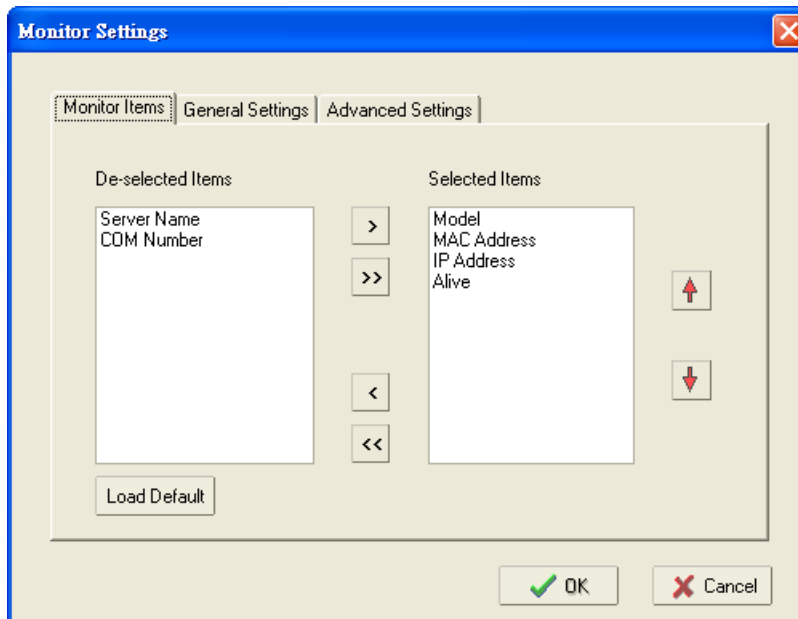 Monitor Settings
Monitor Items General Settings Advanced Settings
De-selected Items
Server Name
COM Number
>
>>
<
<<
Selected Items
Model
MAC Address
IP Address
Alive
Load Default
OK Cancel